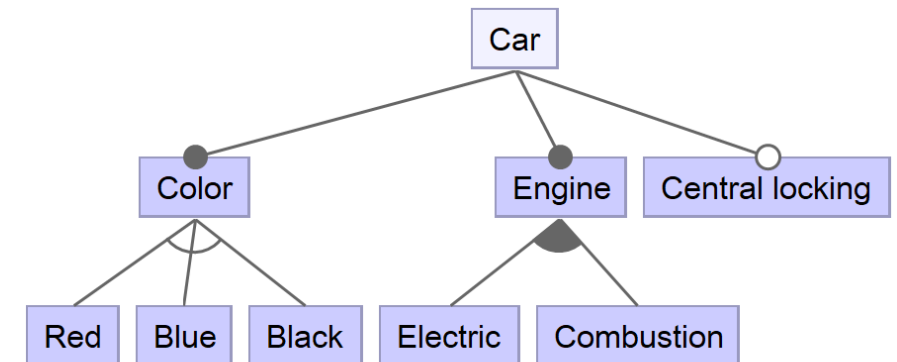 Car
Color
Engine
Central locking
Red
Blue
Black
Electric
Combustion